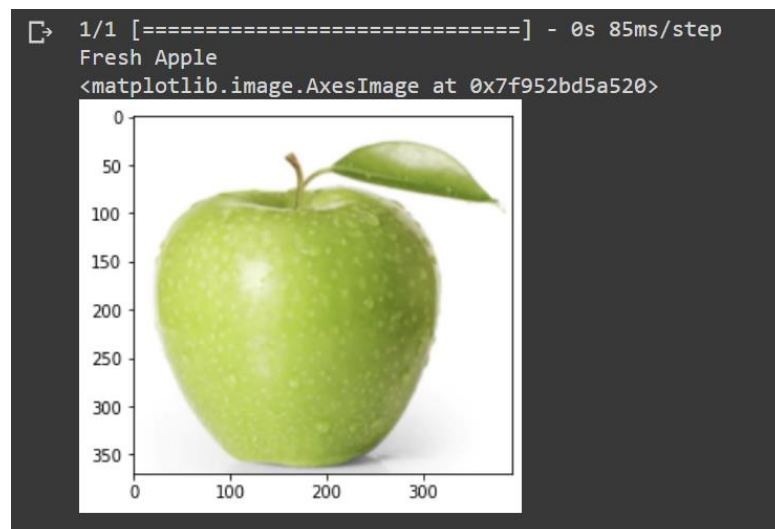 1/1 [==============================] - 0s 85ms/step
Fresh Apple
<matplotlib.image.AxesImage at 0x7f952bd5a520>
0
50
100
150
200
250
300
350
0 100 200 300